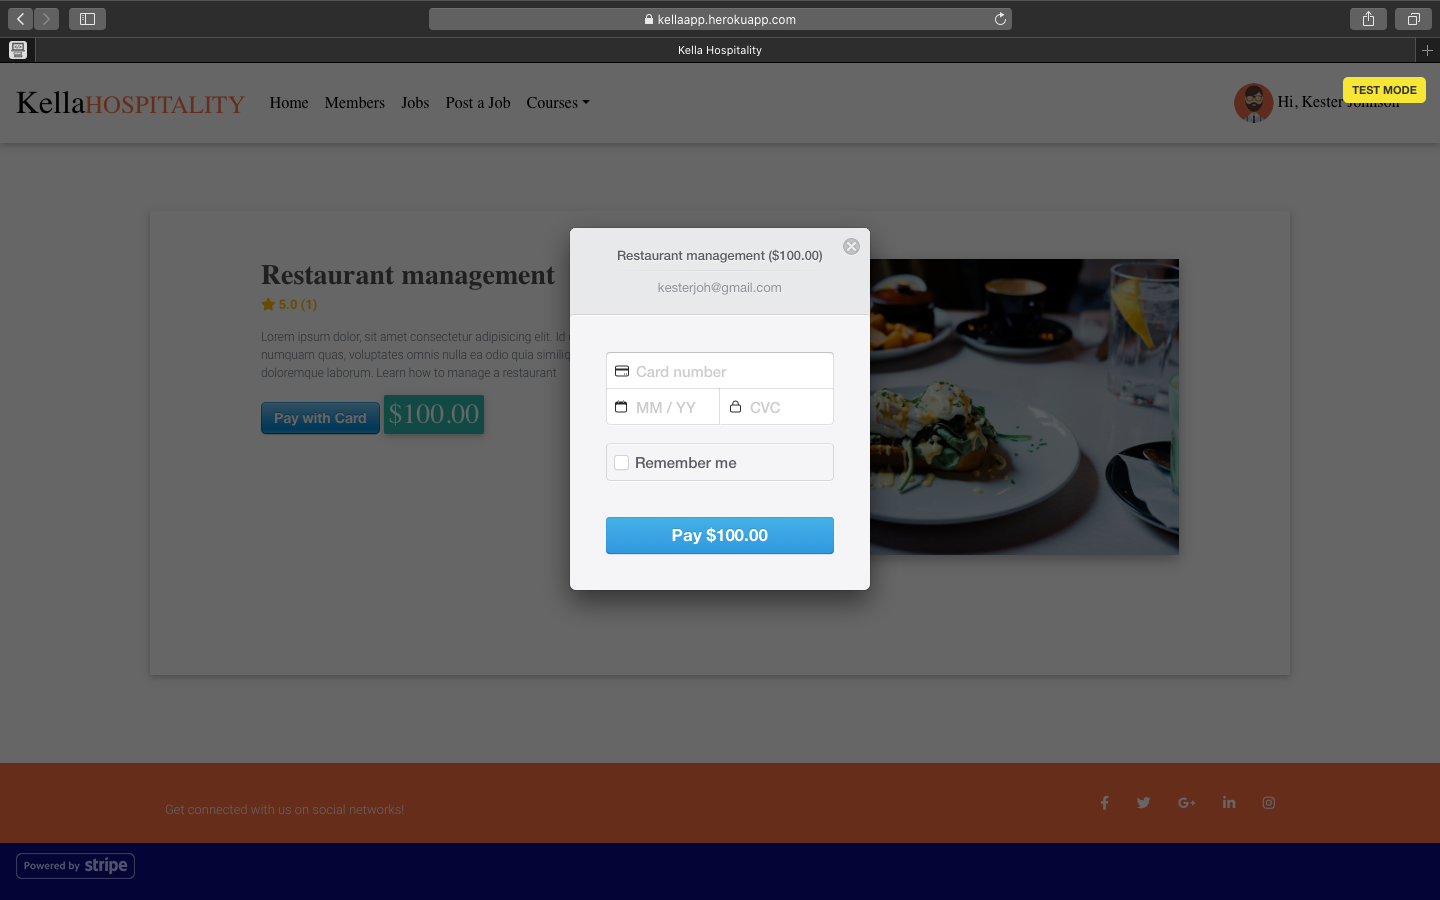 kellaapp.herokuapp.com
Kella Hospitality
KellaHOSPITALITY
Home
Members
Jobs
Post a Job
Courses
Hi, Kester Johnson
TEST MODE
Restaurant management ($100.00)
kesterjoh@gmail.com
Card number
MM / YY
CVC
Remember me
Pay $100.00
Restaurant management
5.0 (1)
Lorem ipsum dolor, sit amet consectetur adipisicing elit. Id
numquam quas, voluptates omnis nulla ea odio quia
doloremque laborum. Learn how to manage a restaurant
Pay with Card
$100.00
Get connected with us on social networks!
Powered by stripe